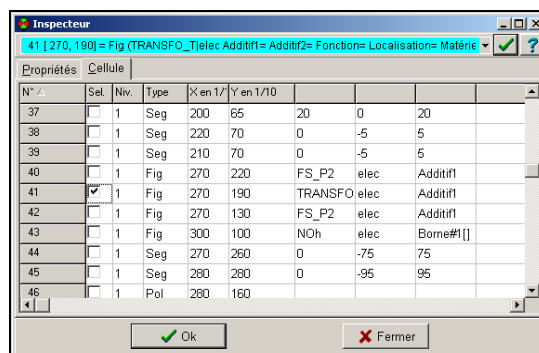 Inspecteur
41 [ 270, 190] = Fig (TRANSFO_T|elec Additif1= Additif2= Fonction= Localisation= Matérie
?
Propriétés Cellule
N° Sel. Niv. Type X en 1/ Y en 1/10
37 1 Seg 200 65 20 0 20
38 1 Seg 220 70 0 -5 5
39 1 Seg 210 70 0 -5 5
40 1 Fig 270 220 FS_P2 elec Additif1
41 1 Fig 270 190 TRANSFO elec Additif1
42 1 Fig 270 130 FS_P2 elec Additif1
43 1 Fig 300 100 NOh elec Borne#1[]
44 1 Seg 270 260 0 -75 75
45 1 Seg 280 280 0 -95 95
46 1 Pol 280 160
Ok Fermer